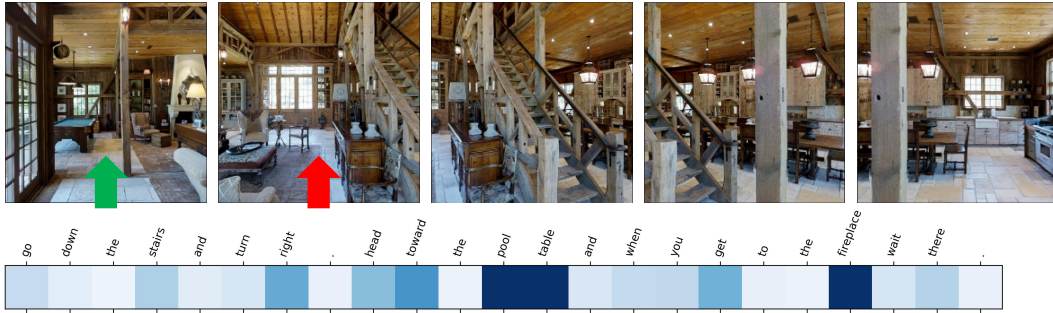 go down the stairs and turn right . head toward the pool table and when you get to the fireplace wait there .